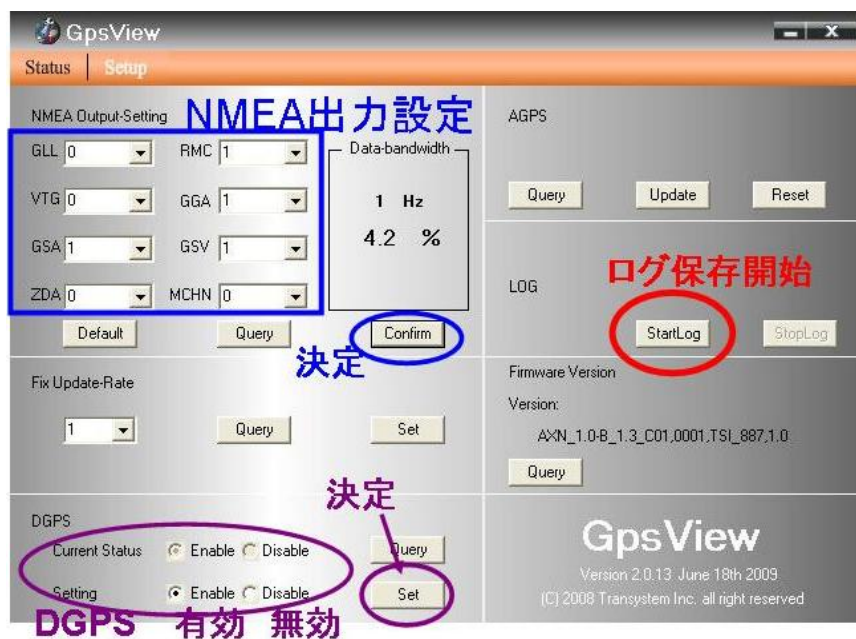 GpsView
Status Setup
NMEA Output-Setting NMEA出力設定
GLL 0 RMC 1
VTG 0 GGA 1
GSA 1 GSV 1
ZDA 0 MCHN 0
Data-bandwidth
1 Hz
4.2 %
Default Query Confirm
決定
Fix Update-Rate
1 Query Set
決定
DGPS
Current Status Enable Disable Query
Setting Enable Disable Set
DGPS 有効 無効
AGPS
Query Update Reset
ログ保存開始
LOG
StartLog StopLog
Firmware Version
Version:
AXN_1.0-B_1.3_C01,0001,TSI_887,1.0
Query
GpsView
Version 2.0.13 June 18th 2009
(C) 2008 Transystem Inc. all right reserved